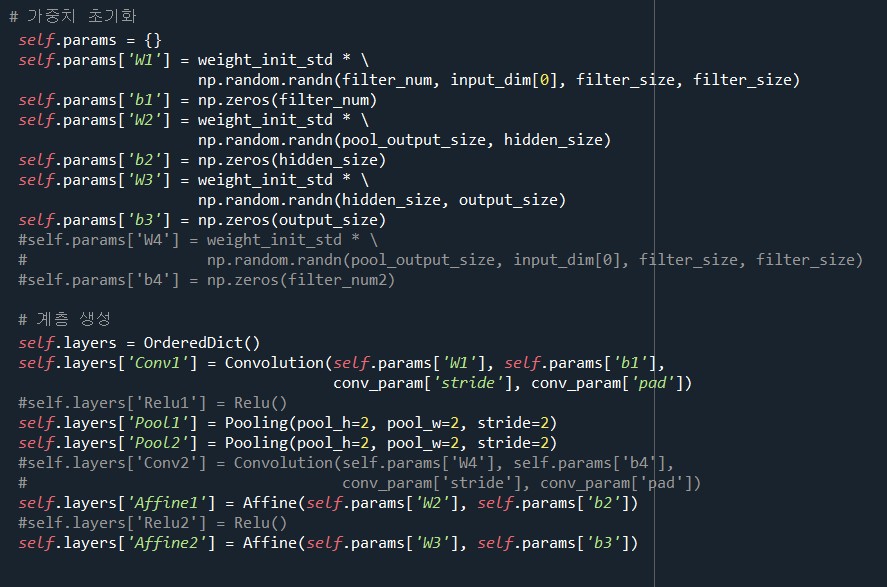 # 가중치 초기화
self.params = {}
self.params['W1'] = weight_init_std * \
np.random.randn(filter_num, input_dim[0], filter_size, filter_size)
self.params['b1'] = np.zeros(filter_num)
self.params['W2'] = weight_init_std * \
np.random.randn(pool_output_size, hidden_size)
self.params['b2'] = np.zeros(hidden_size)
self.params['W3'] = weight_init_std * \
np.random.randn(hidden_size, output_size)
self.params['b3'] = np.zeros(output_size)
#self.params['W4'] = weight_init_std * \
#                    np.random.randn(pool_output_size, input_dim[0], filter_size, filter_size)
#self.params['b4'] = np.zeros(filter_num2)
# 계층 생성
self.layers = OrderedDict()
self.layers['Conv1'] = Convolution(self.params['W1'], self.params['b1'],
conv_param['stride'], conv_param['pad'])
#self.layers['Relu1'] = Relu()
self.layers['Pool1'] = Pooling(pool_h=2, pool_w=2, stride=2)
self.layers['Pool2'] = Pooling(pool_h=2, pool_w=2, stride=2)
#self.layers['Conv2'] = Convolution(self.params['W4'], self.params['b4'],
#                                   conv_param['stride'], conv_param['pad'])
self.layers['Affine1'] = Affine(self.params['W2'], self.params['b2'])
#self.layers['Relu2'] = Relu()
self.layers['Affine2'] = Affine(self.params['W3'], self.params['b3'])